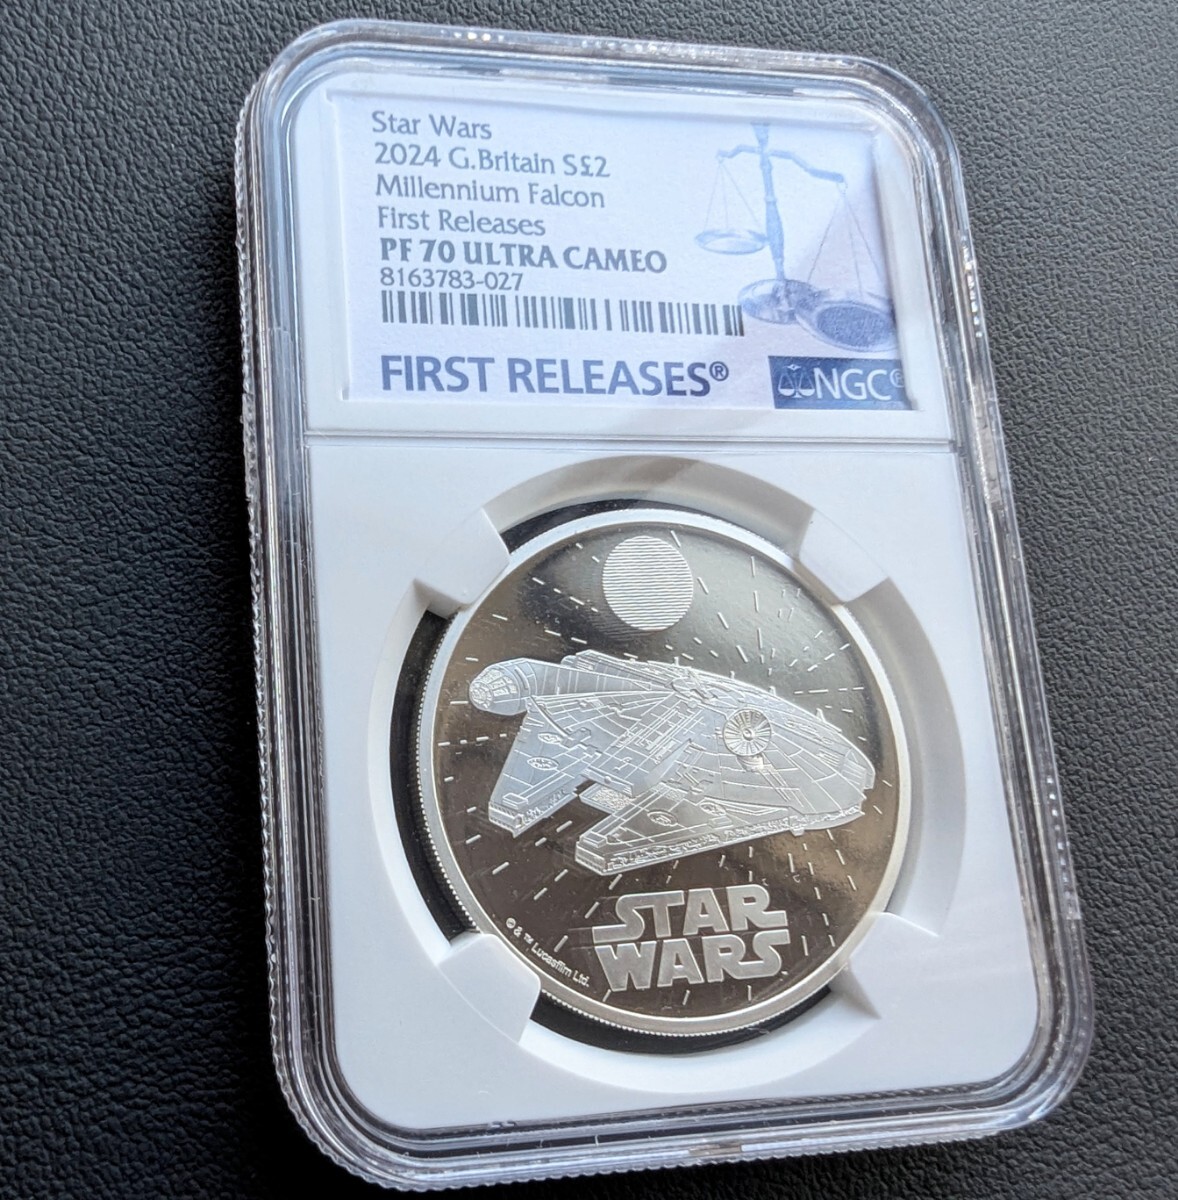 Star Wars
2024 G.Britain S£2
Millennium Falcon
First Releases
PF 70 ULTRA CAMEO
8163783-027
FIRST RELEASES®
NGC®
© & ™ Lucasfilm Ltd.
STAR
WARS